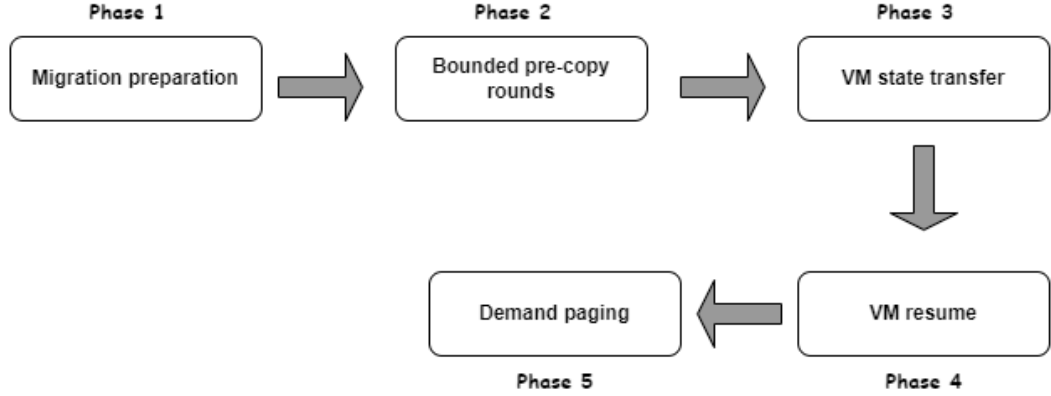 Phase 1
Phase 2
Phase 3
Migration preparation
Bounded pre-copy
rounds
VM state transfer
Demand paging
VM resume
Phase 5
Phase 4